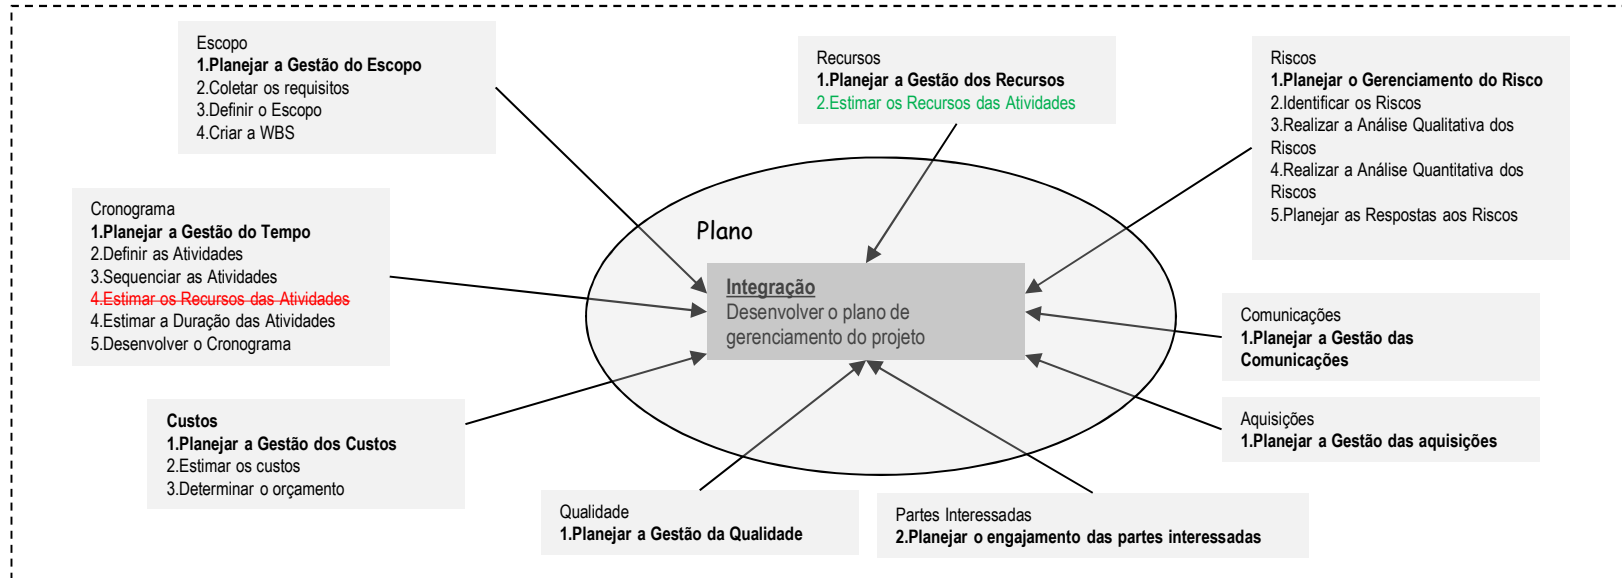 Escopo
1.Planejar a Gestão do Escopo
2.Coletar os requisitos
3.Definir o Escopo
4.Criar a WBS
Recursos
1.Planejar a Gestão dos Recursos
2.Estimar os Recursos das Atividades
Riscos
1.Planejar o Gerenciamento do Risco
2.Identificar os Riscos
3.Realizar a Análise Qualitativa dos
Riscos
4.Realizar a Análise Quantitativa dos
Riscos
5.Planejar as Respostas aos Riscos
Cronograma
1.Planejar a Gestão do Tempo
2.Definir as Atividades
3.Sequenciar as Atividades
4.Estimar os Recursos das Atividades
4.Estimar a Duração das Atividades
5.Desenvolver o Cronograma
Plano
Integração
Desenvolver o plano de
gerenciamento do projeto
Comunicações
1.Planejar a Gestão das
Comunicações
Custos
1.Planejar a Gestão dos Custos
2.Estimar os custos
3.Determinar o orçamento
Aquisições
1.Planejar a Gestão das aquisições
Qualidade
1.Planejar a Gestão da Qualidade
Partes Interessadas
2.Planejar o engajamento das partes interessadas